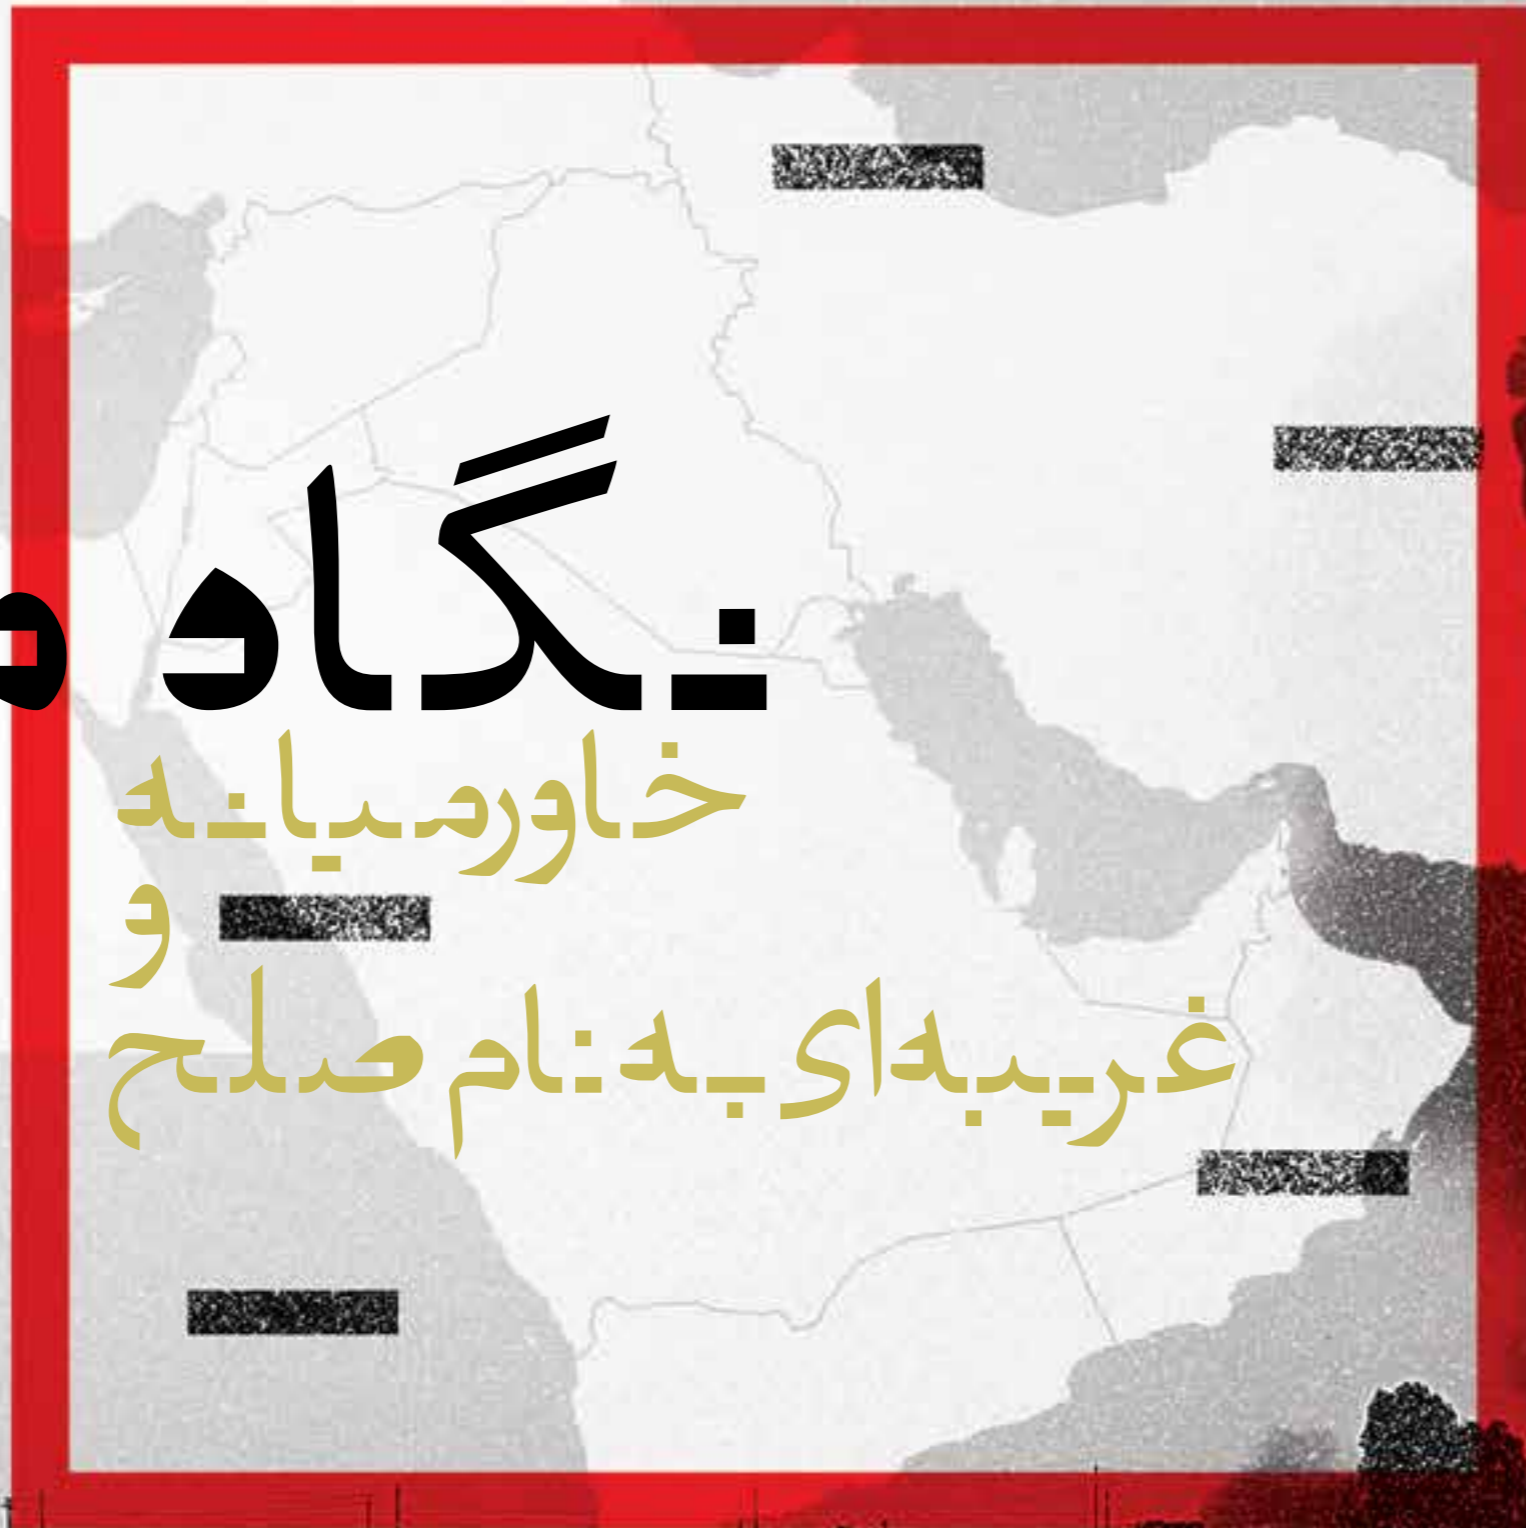 نگاه
خاورمیانه
و
غریبه‌ای به نام صلح